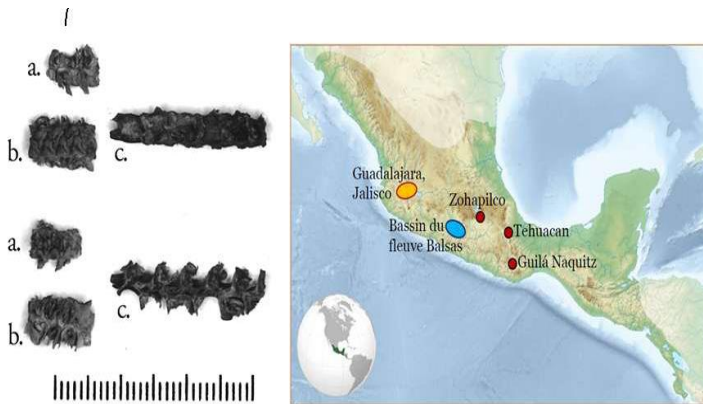 a.
b.
c.
a.
b.
c.
Guadalajara,
Jalisco
Zohapilco
Bassin du
fleuve Balsas
Tehuacan
Guilá Naquitz